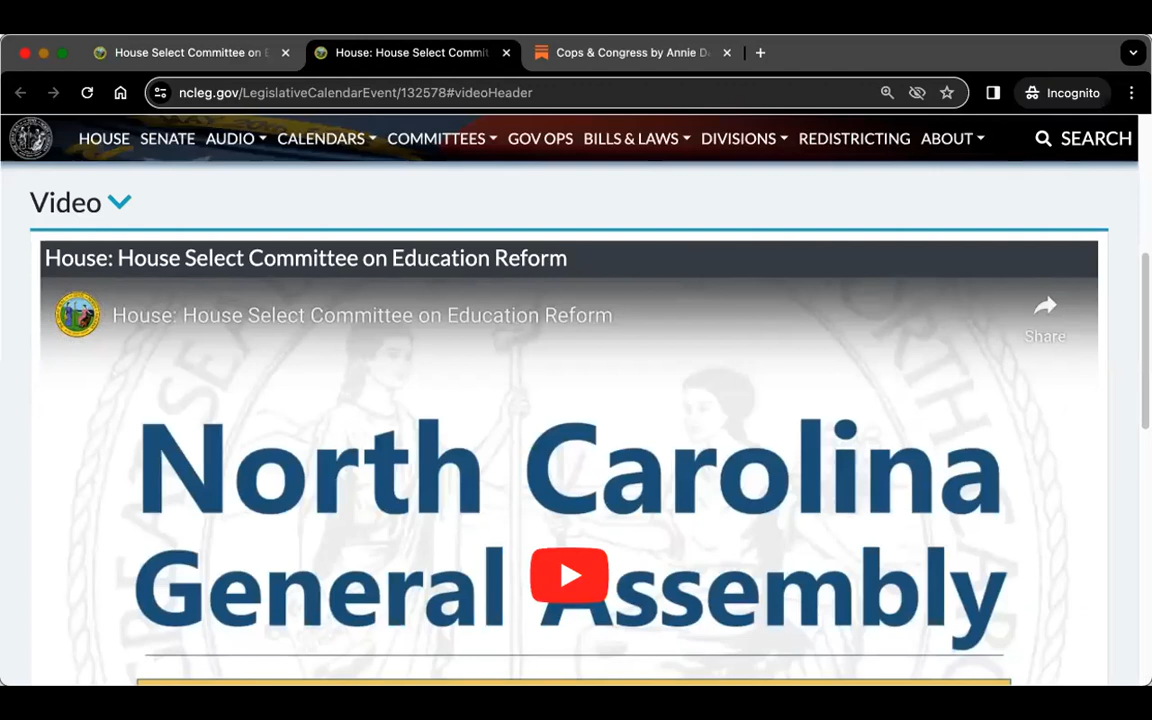 House Select Committee on E
House: House Select Commit
Cops & Congress by Annie D
ncleg.gov/LegislativeCalendarEvent/132578#videoHeader
Incognito
HOUSE SENATE AUDIO CALENDARS COMMITTEES GOV OPS BILLS & LAWS DIVISIONS REDISTRICTING ABOUT SEARCH
Video
House: House Select Committee on Education Reform
House: House Select Committee on Education Reform
Share
North Carolina
General Assembly